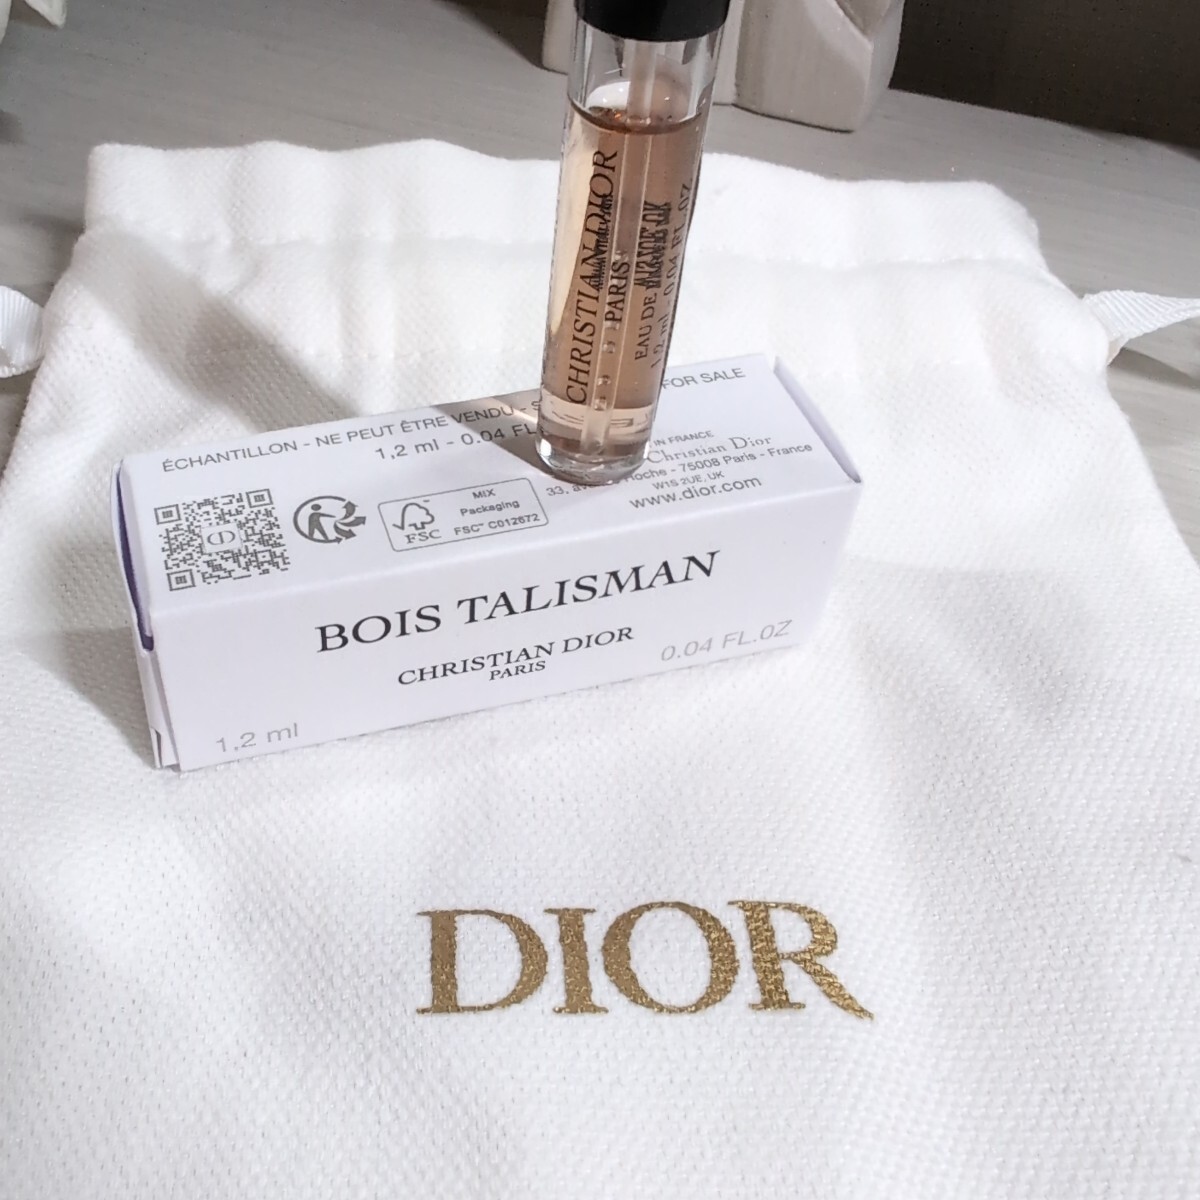 CHRISTIAN DIOR
PARIS
EAU DE
1,2 ml - 0.04 FL.OZ
ÉCHANTILLON - NE PEUT ÊTRE VENDU - FOR SALE
1,2 ml - 0.04 FL
IN FRANCE
Christian Dior
33, 75008 Paris - France
W1S 2UE, UK
www.dior.com
MIX
Packaging
FSC™ C012672
FSC
BOIS TALISMAN
CHRISTIAN DIOR
PARIS
1,2 ml
0.04 FL.OZ
DIOR